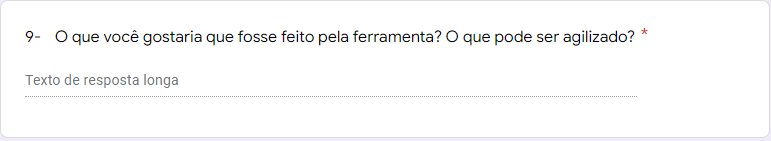 9- O que você gostaria que fosse feito pela ferramenta? O que pode ser agilizado? *
Texto de resposta longa